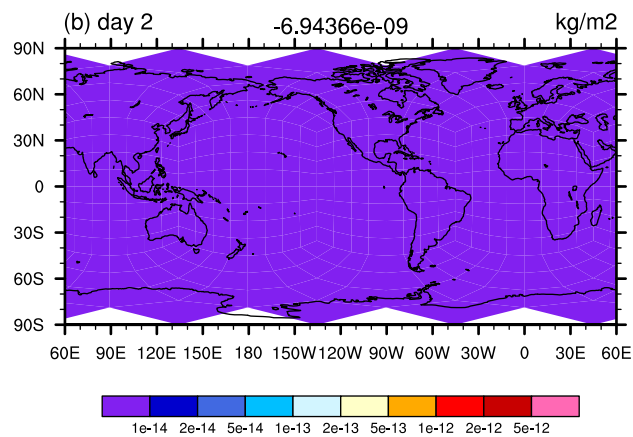 (b) day 2 -6.94366e-09 kg/m2
90N
60N
30N
0
30S
60S
90S
60E 90E 120E 150E 180 150W 120W 90W 60W 30W 0 30E 60E
1e-14 2e-14 5e-14 1e-13 2e-13 5e-13 1e-12 2e-12 5e-12